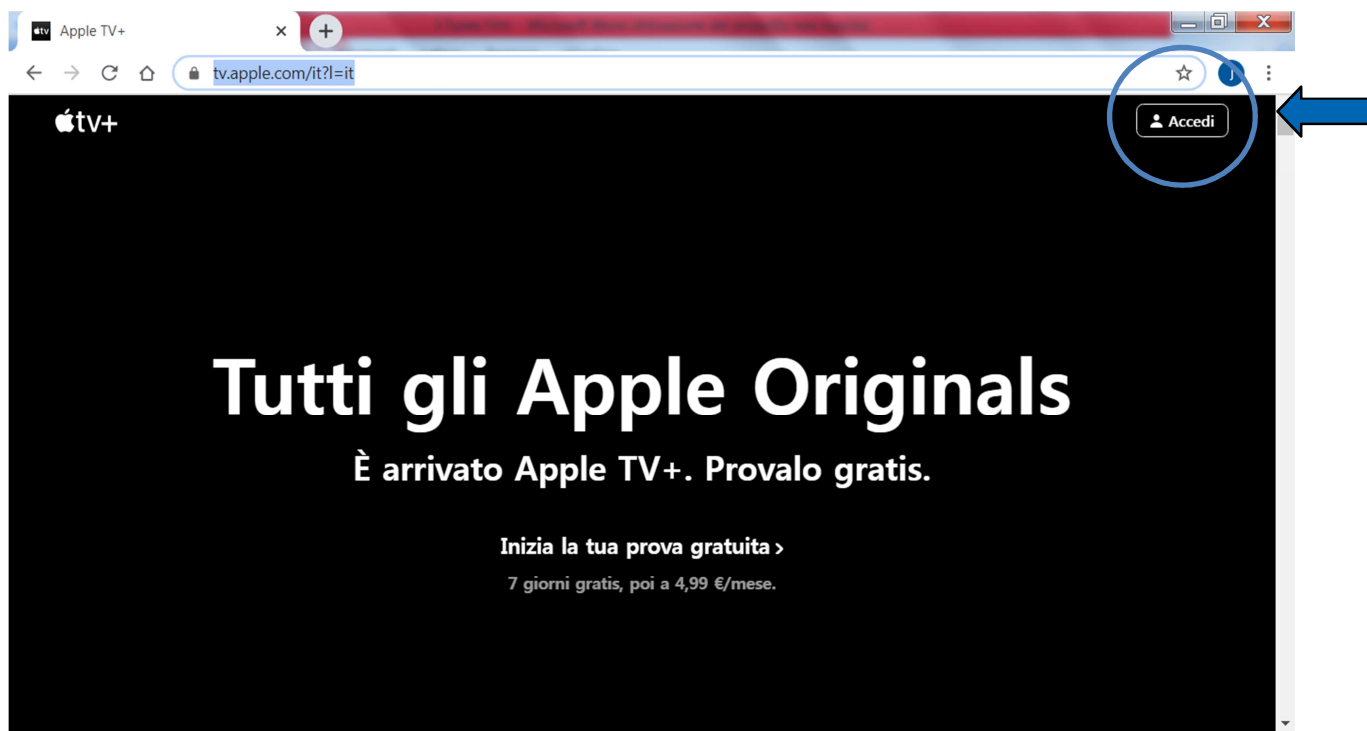 Apple TV+
tv.apple.com/it?l=it
J
tv+
Accedi
Tutti gli Apple Originals
È arrivato Apple TV+. Provalo gratis.
Inizia la tua prova gratuita ›
7 giorni gratis, poi a 4,99 €/mese.